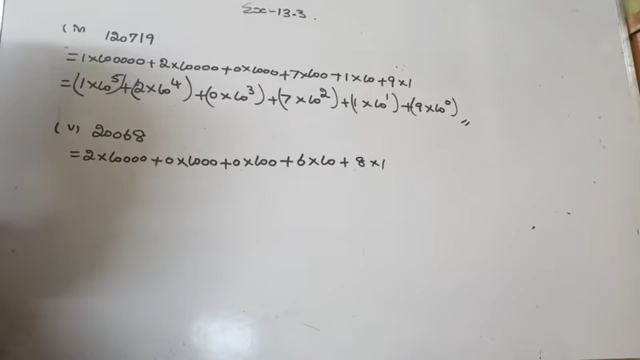 Ex-13.3.
(iv) 120719
=1×100000+2×10000+0×1000+7×100+1×10+9×1
=(1×10⁵)+(2×10⁴)+(0×10³)+(7×10²)+(1×10¹)+(9×10⁰),,
(v) 20068
=2×10000+0×1000+0×100+6×10+8×1